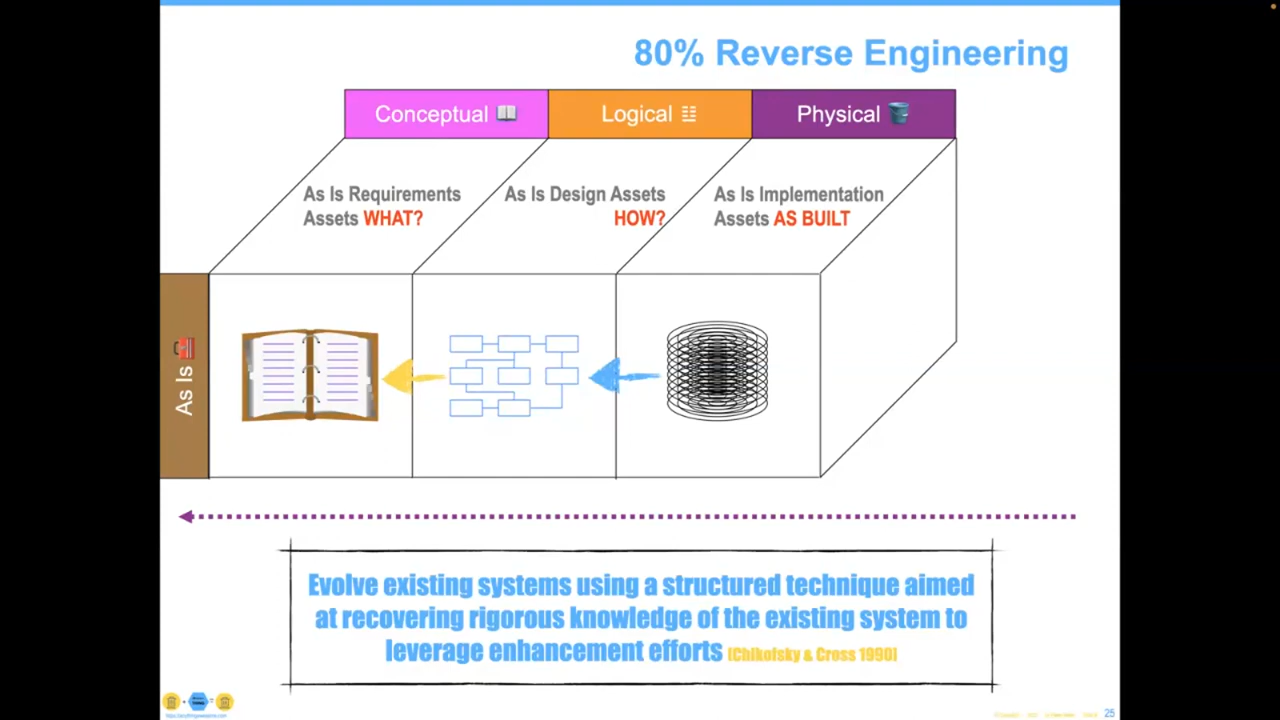 80% Reverse Engineering
Conceptual
Logical
Physical
As Is Requirements
Assets WHAT?
As Is Design Assets
HOW?
As Is Implementation
Assets AS BUILT
As Is
Evolve existing systems using a structured technique aimed
at recovering rigorous knowledge of the existing system to
leverage enhancement efforts [Chikofsky & Cross 1990]
25